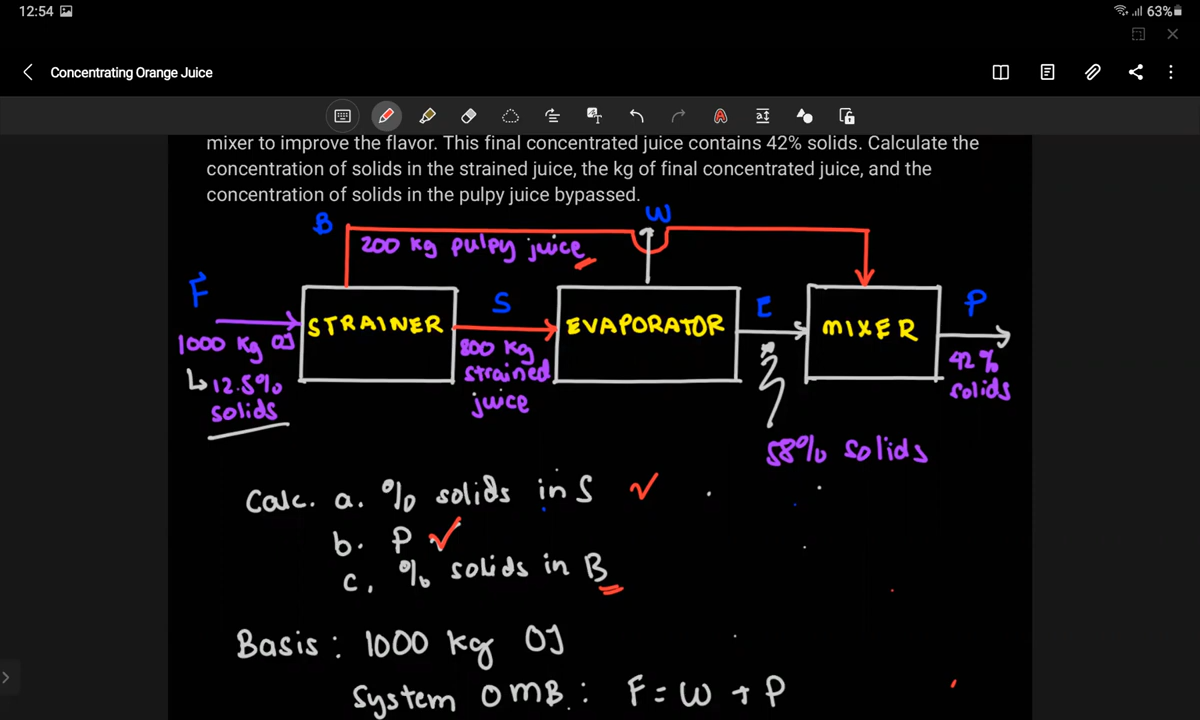 12:54
63%
Concentrating Orange Juice
mixer to improve the flavor. This final concentrated juice contains 42% solids. Calculate the
concentration of solids in the strained juice, the kg of final concentrated juice, and the
concentration of solids in the pulpy juice bypassed.
B
W
200 kg pulpy juice
F
S
E
P
STRAINER
EVAPORATOR
MIXER
1000 kg OJ
↳ 12.5%
solids
800 kg
strained
juice
42%
solids
58% solids
Calc. a. % solids in S ✓
b. P ✓
c. % solids in B
Basis: 1000 kg OJ
System OMB: F = W + P